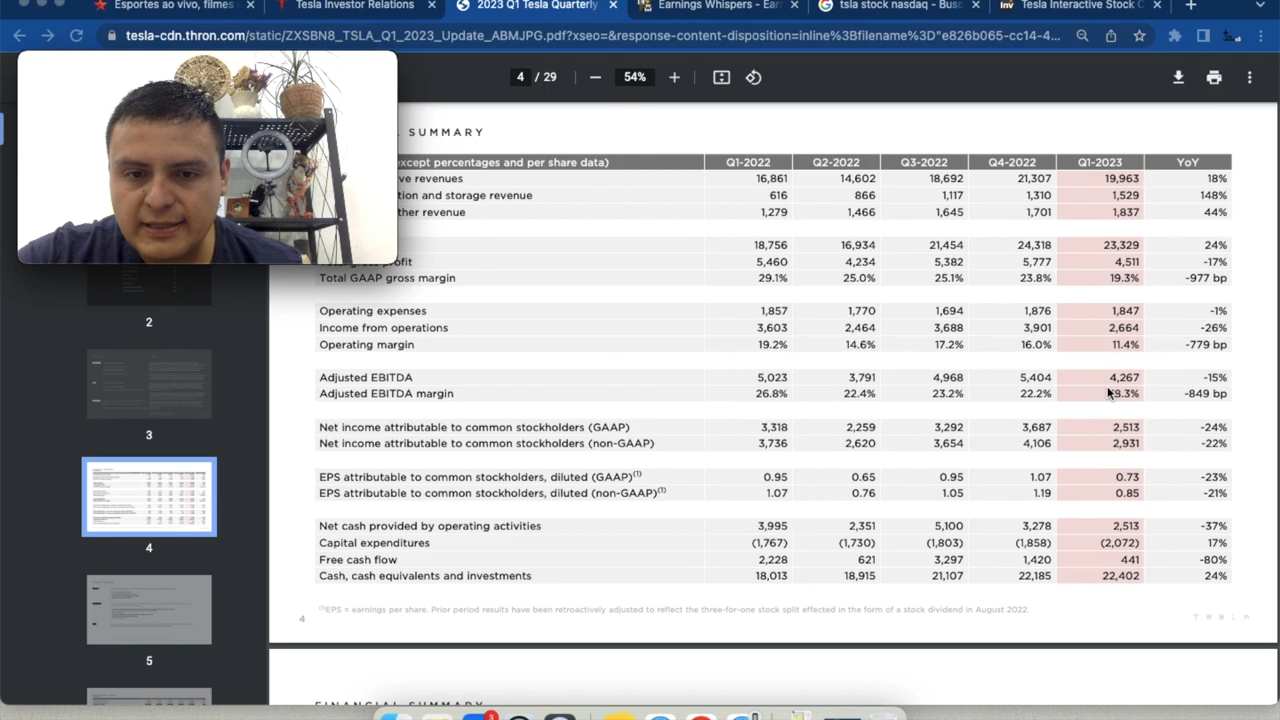 Esportes ao vivo, filmes
Tesla Investor Relations
2023 Q1 Tesla Quarterly
Earnings Whispers - Earn
tsla stock nasdaq - Bus
Tesla Interactive Stock C
tesla-cdn.thron.com/static/ZXSBN8_TSLA_Q1_2023_Update_ABMJPG.pdf?xseo=&response-content-disposition=inline%3Bfilename%3D"e826b065-cc14-4...
4 / 29 54%
SUMMARY
except percentages and per share data) Q1-2022 Q2-2022 Q3-2022 Q4-2022 Q1-2023 YoY
ve revenues 16,861 14,602 18,692 21,307 19,963 18%
tion and storage revenue 616 866 1,117 1,310 1,529 148%
ther revenue 1,279 1,466 1,645 1,701 1,837 44%
18,756 16,934 21,454 24,318 23,329 24%
5,460 4,234 5,382 5,777 4,511 -17%
Total GAAP gross margin 29.1% 25.0% 25.1% 23.8% 19.3% -977 bp
Operating expenses 1,857 1,770 1,694 1,876 1,847 -1%
Income from operations 3,603 2,464 3,688 3,901 2,664 -26%
Operating margin 19.2% 14.6% 17.2% 16.0% 11.4% -779 bp
Adjusted EBITDA 5,023 3,791 4,968 5,404 4,267 -15%
Adjusted EBITDA margin 26.8% 22.4% 23.2% 22.2% 8.3% -849 bp
Net income attributable to common stockholders (GAAP) 3,318 2,259 3,292 3,687 2,513 -24%
Net income attributable to common stockholders (non-GAAP) 3,736 2,620 3,654 4,106 2,931 -22%
EPS attributable to common stockholders, diluted (GAAP)(1) 0.95 0.65 0.95 1.07 0.73 -23%
EPS attributable to common stockholders, diluted (non-GAAP)(1) 1.07 0.76 1.05 1.19 0.85 -21%
Net cash provided by operating activities 3,995 2,351 5,100 3,278 2,513 -37%
Capital expenditures (1,767) (1,730) (1,803) (1,858) (2,072) 17%
Free cash flow 2,228 621 3,297 1,420 441 -80%
Cash, cash equivalents and investments 18,013 18,915 21,107 22,185 22,402 24%
(1)EPS = earnings per share. Prior period results have been retroactively adjusted to reflect the three-for-one stock split effected in the form of a stock dividend in August 2022.
4
TESLA
FINANCIAL SUMMARY
2
3
4
5
3